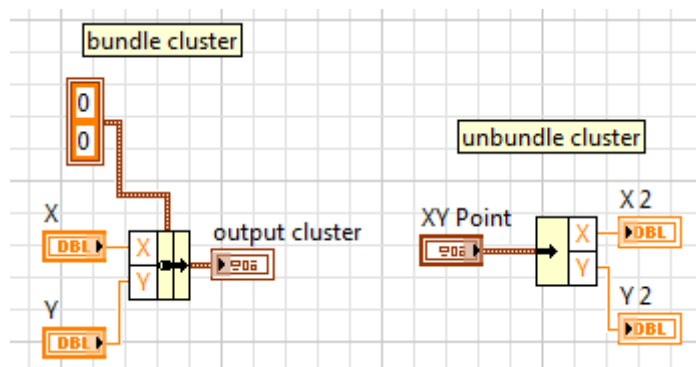 bundle cluster
0
0
X
DBL
X
Y
output cluster
Y
DBL
unbundle cluster
XY Point
X
Y
X 2
DBL
Y 2
DBL